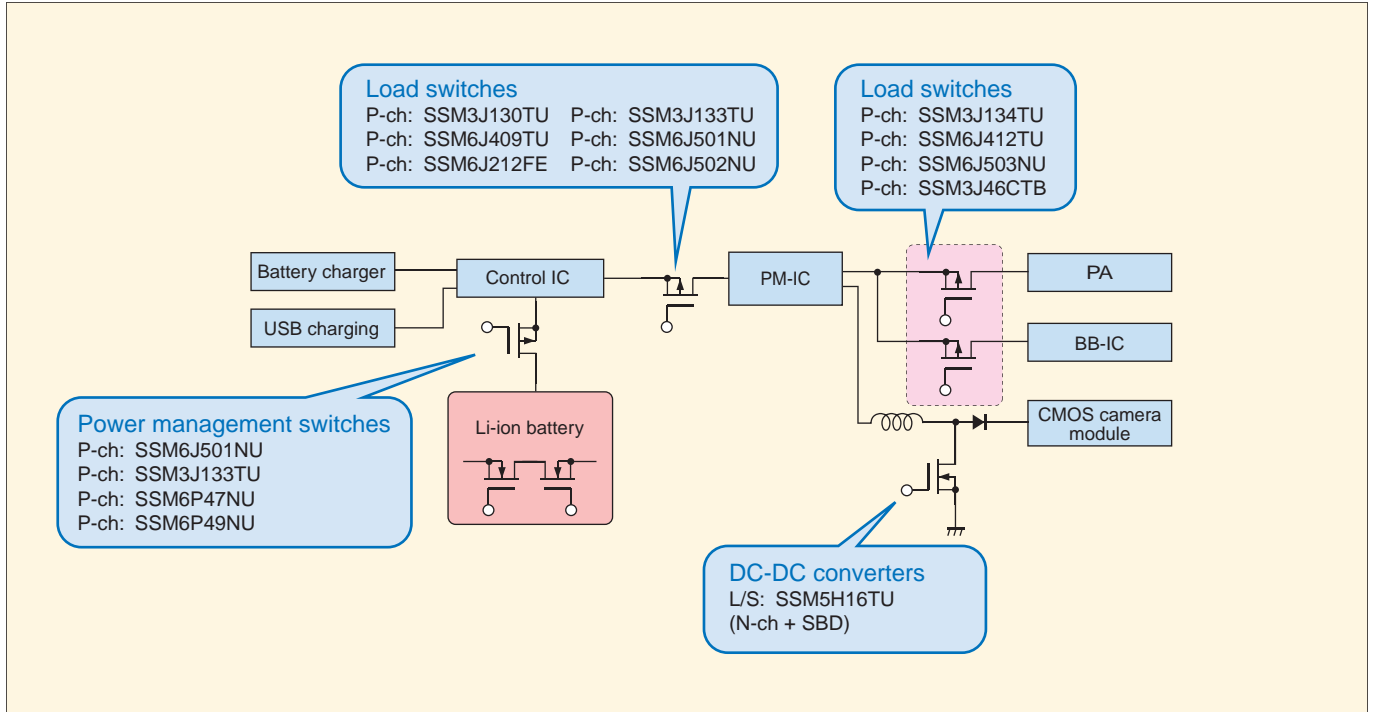 Load switches
P-ch: SSM3J130TU P-ch: SSM3J133TU
P-ch: SSM6J409TU P-ch: SSM6J501NU
P-ch: SSM6J212FE P-ch: SSM6J502NU
Load switches
P-ch: SSM3J134TU
P-ch: SSM6J412TU
P-ch: SSM6J503NU
P-ch: SSM3J46CTB
Battery charger
USB charging
Control IC
PM-IC
PA
BB-IC
CMOS camera
module
Power management switches
P-ch: SSM6J501NU
P-ch: SSM3J133TU
P-ch: SSM6P47NU
P-ch: SSM6P49NU
Li-ion battery
DC-DC converters
L/S: SSM5H16TU
(N-ch + SBD)